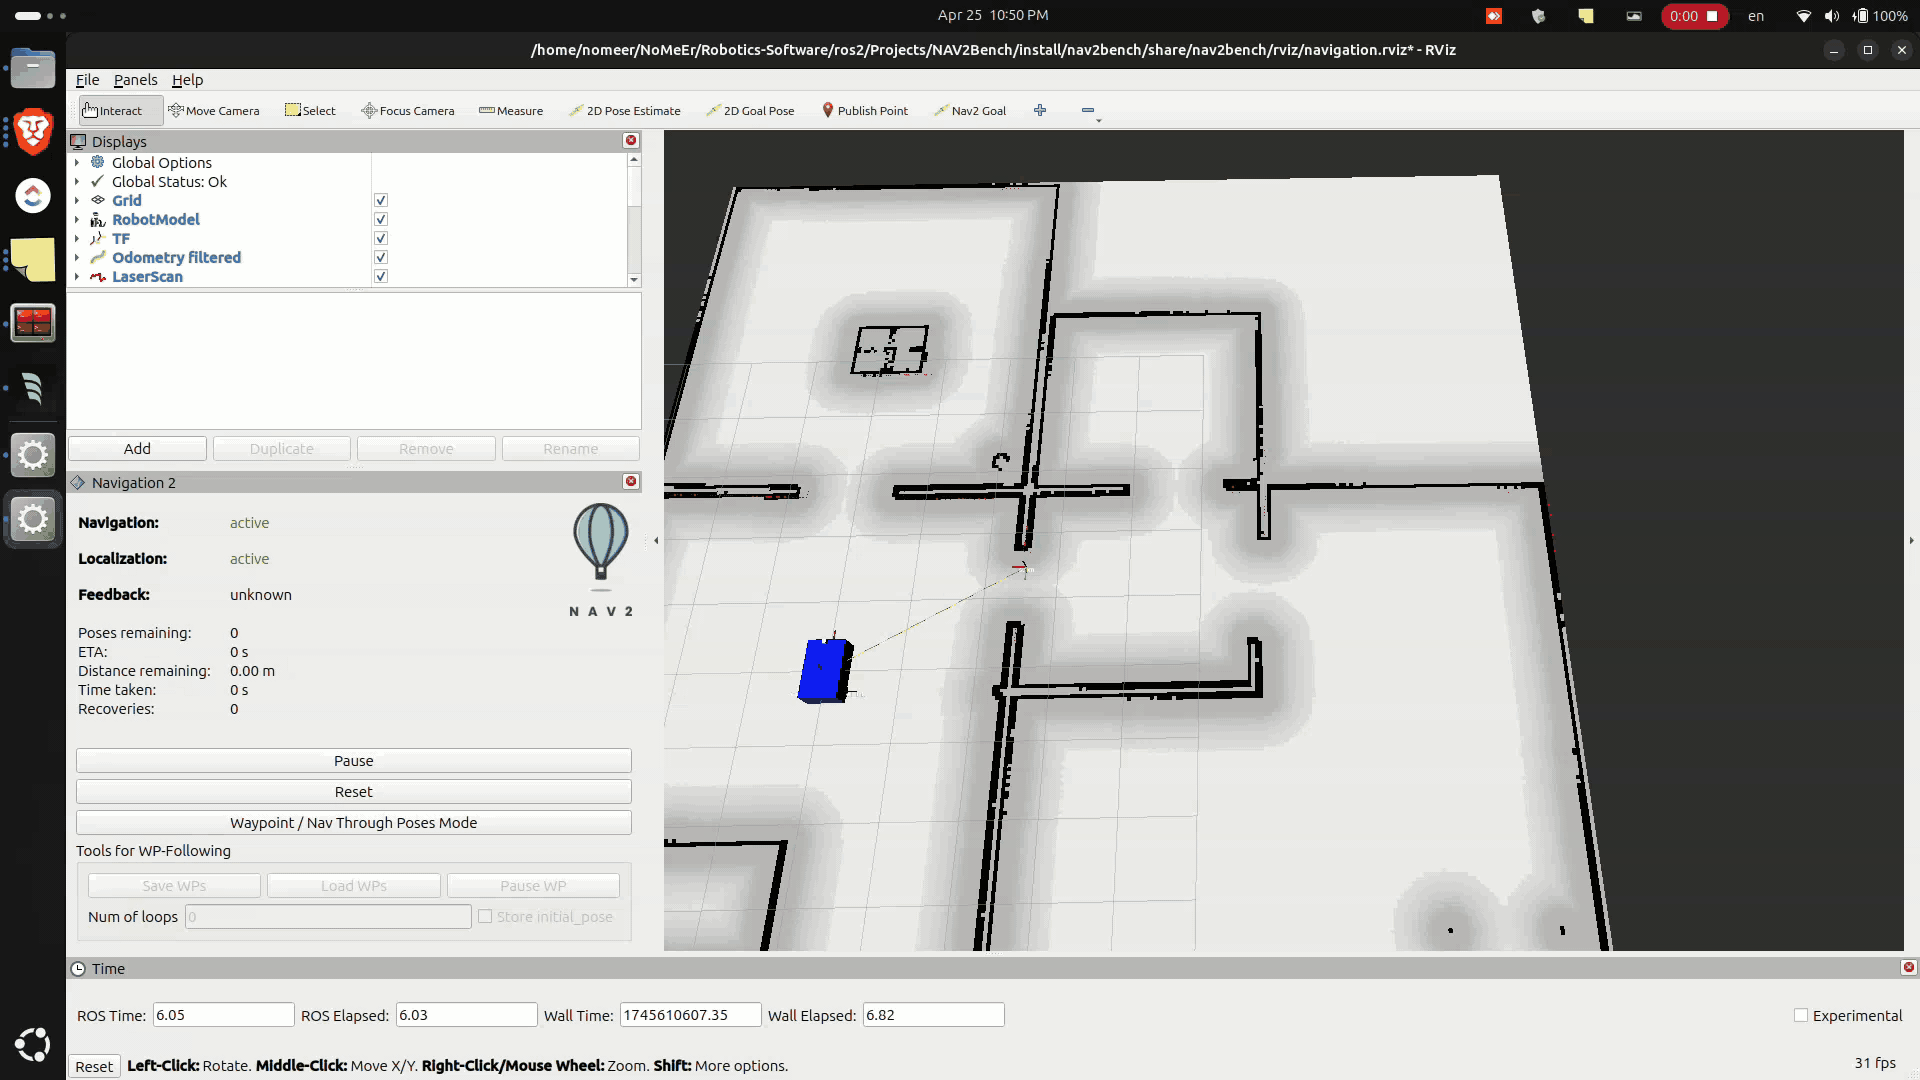 Apr 25 10:50 PM
0:00
en
100%
/home/nomeer/NoMeEr/Robotics-Software/ros2/Projects/NAV2Bench/install/nav2bench/share/nav2bench/rviz/navigation.rviz* - RViz
File Panels Help
Interact Move Camera Select Focus Camera Measure 2D Pose Estimate 2D Goal Pose Publish Point Nav2 Goal
Displays
Global Options
Global Status: Ok
Grid
RobotModel
TF
Odometry filtered
LaserScan
Add Duplicate Remove Rename
Navigation 2
Navigation: active
Localization: active
Feedback: unknown
NAV2
Poses remaining: 0
ETA: 0 s
Distance remaining: 0.00 m
Time taken: 0 s
Recoveries: 0
Pause
Reset
Waypoint / Nav Through Poses Mode
Tools for WP-Following
Save WPs Load WPs Pause WP
Num of loops 0 Store initial_pose
Time
ROS Time: 6.05 ROS Elapsed: 6.03 Wall Time: 1745610607.35 Wall Elapsed: 6.82 Experimental
Reset Left-Click: Rotate. Middle-Click: Move X/Y. Right-Click/Mouse Wheel: Zoom. Shift: More options. 31 fps